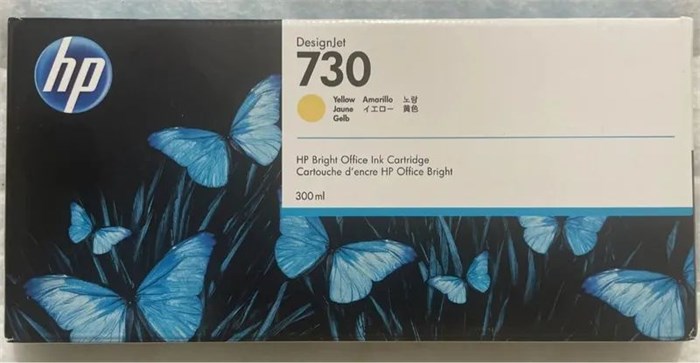 hp
DesignJet
730
Yellow Amarillo 노랑
Jaune イエロー 黃色
Gelb
HP Bright Office Ink Cartridge
Cartouche d'encre HP Office Bright
300 ml